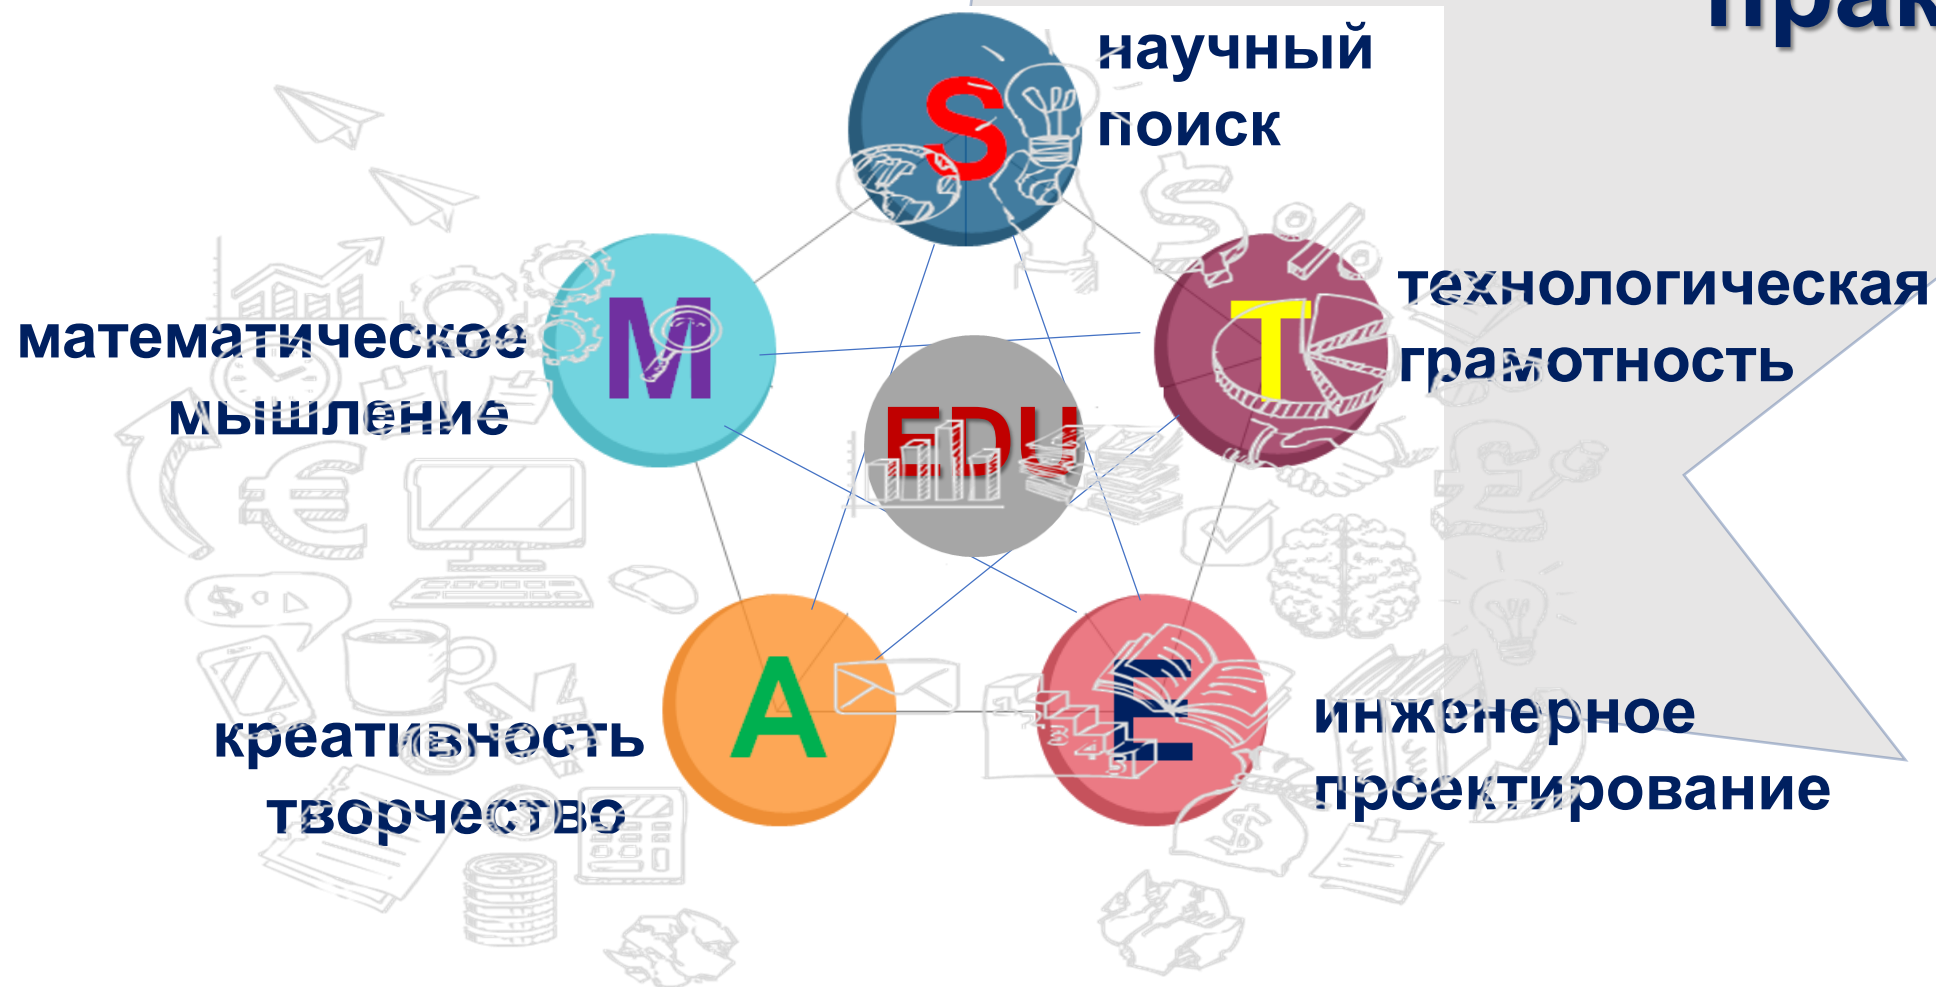 S
научный
поиск
T
технологическая
грамотность
M
математическое
мышление
EDU
A
креативность
творчество
E
инженерное
проектирование